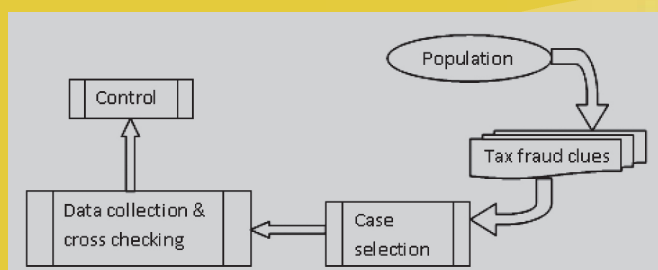 Population
Tax fraud clues
Case
selection
Data collection &
cross checking
Control